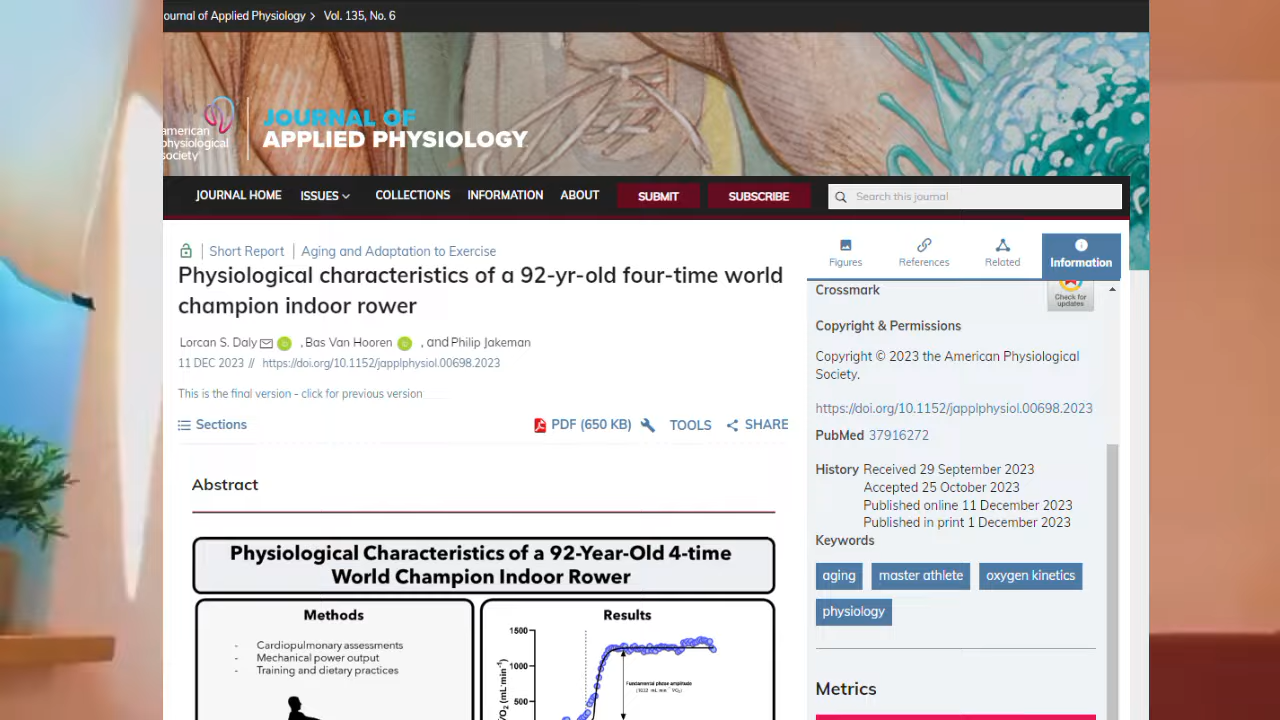 ournal of Applied Physiology > Vol. 135, No. 6
american
physiological
society
JOURNAL OF
APPLIED PHYSIOLOGY
JOURNAL HOME ISSUES COLLECTIONS INFORMATION ABOUT SUBMIT SUBSCRIBE Search this journal
Short Report | Aging and Adaptation to Exercise
Physiological characteristics of a 92-yr-old four-time world
champion indoor rower
Lorcan S. Daly , Bas Van Hooren , and Philip Jakeman
11 DEC 2023 // https://doi.org/10.1152/japplphysiol.00698.2023
This is the final version - click for previous version
Sections PDF (650 KB) TOOLS SHARE
Abstract
Physiological Characteristics of a 92-Year-Old 4-time
World Champion Indoor Rower
Methods
- Cardiopulmonary assessments
- Mechanical power output
- Training and dietary practices
Results
1500
1000
500
O₂ (mL·min⁻¹)
Fundamental phase amplitude
Figures References Related Information
Crossmark
Check for
updates
Copyright & Permissions
Copyright © 2023 the American Physiological
Society.
https://doi.org/10.1152/japplphysiol.00698.2023
PubMed 37916272
History Received 29 September 2023
Accepted 25 October 2023
Published online 11 December 2023
Published in print 1 December 2023
Keywords
aging master athlete oxygen kinetics
physiology
Metrics